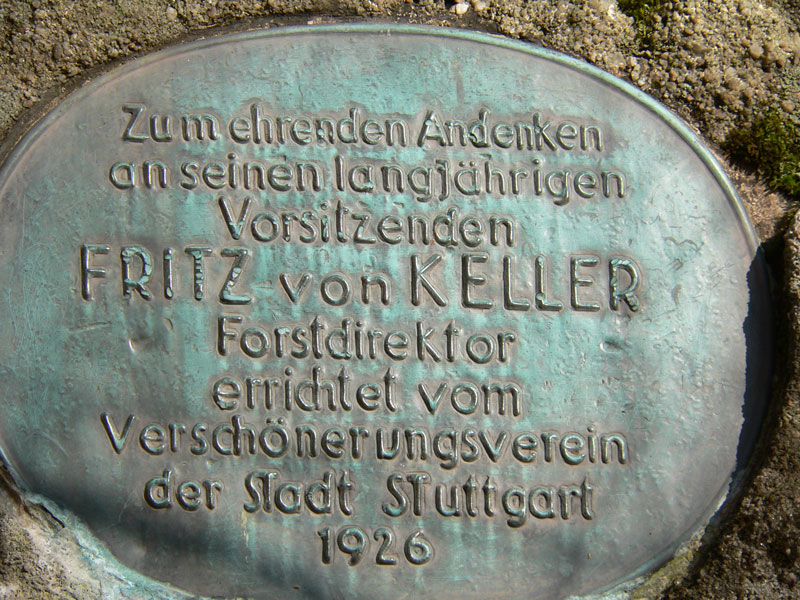 Zum ehrenden Andenken
an seinen langjährigen
Vorsitzenden
FRITZ von KELLER
Forstdirektor
errichtet vom
Verschönerungsverein
der Stadt Stuttgart
1926